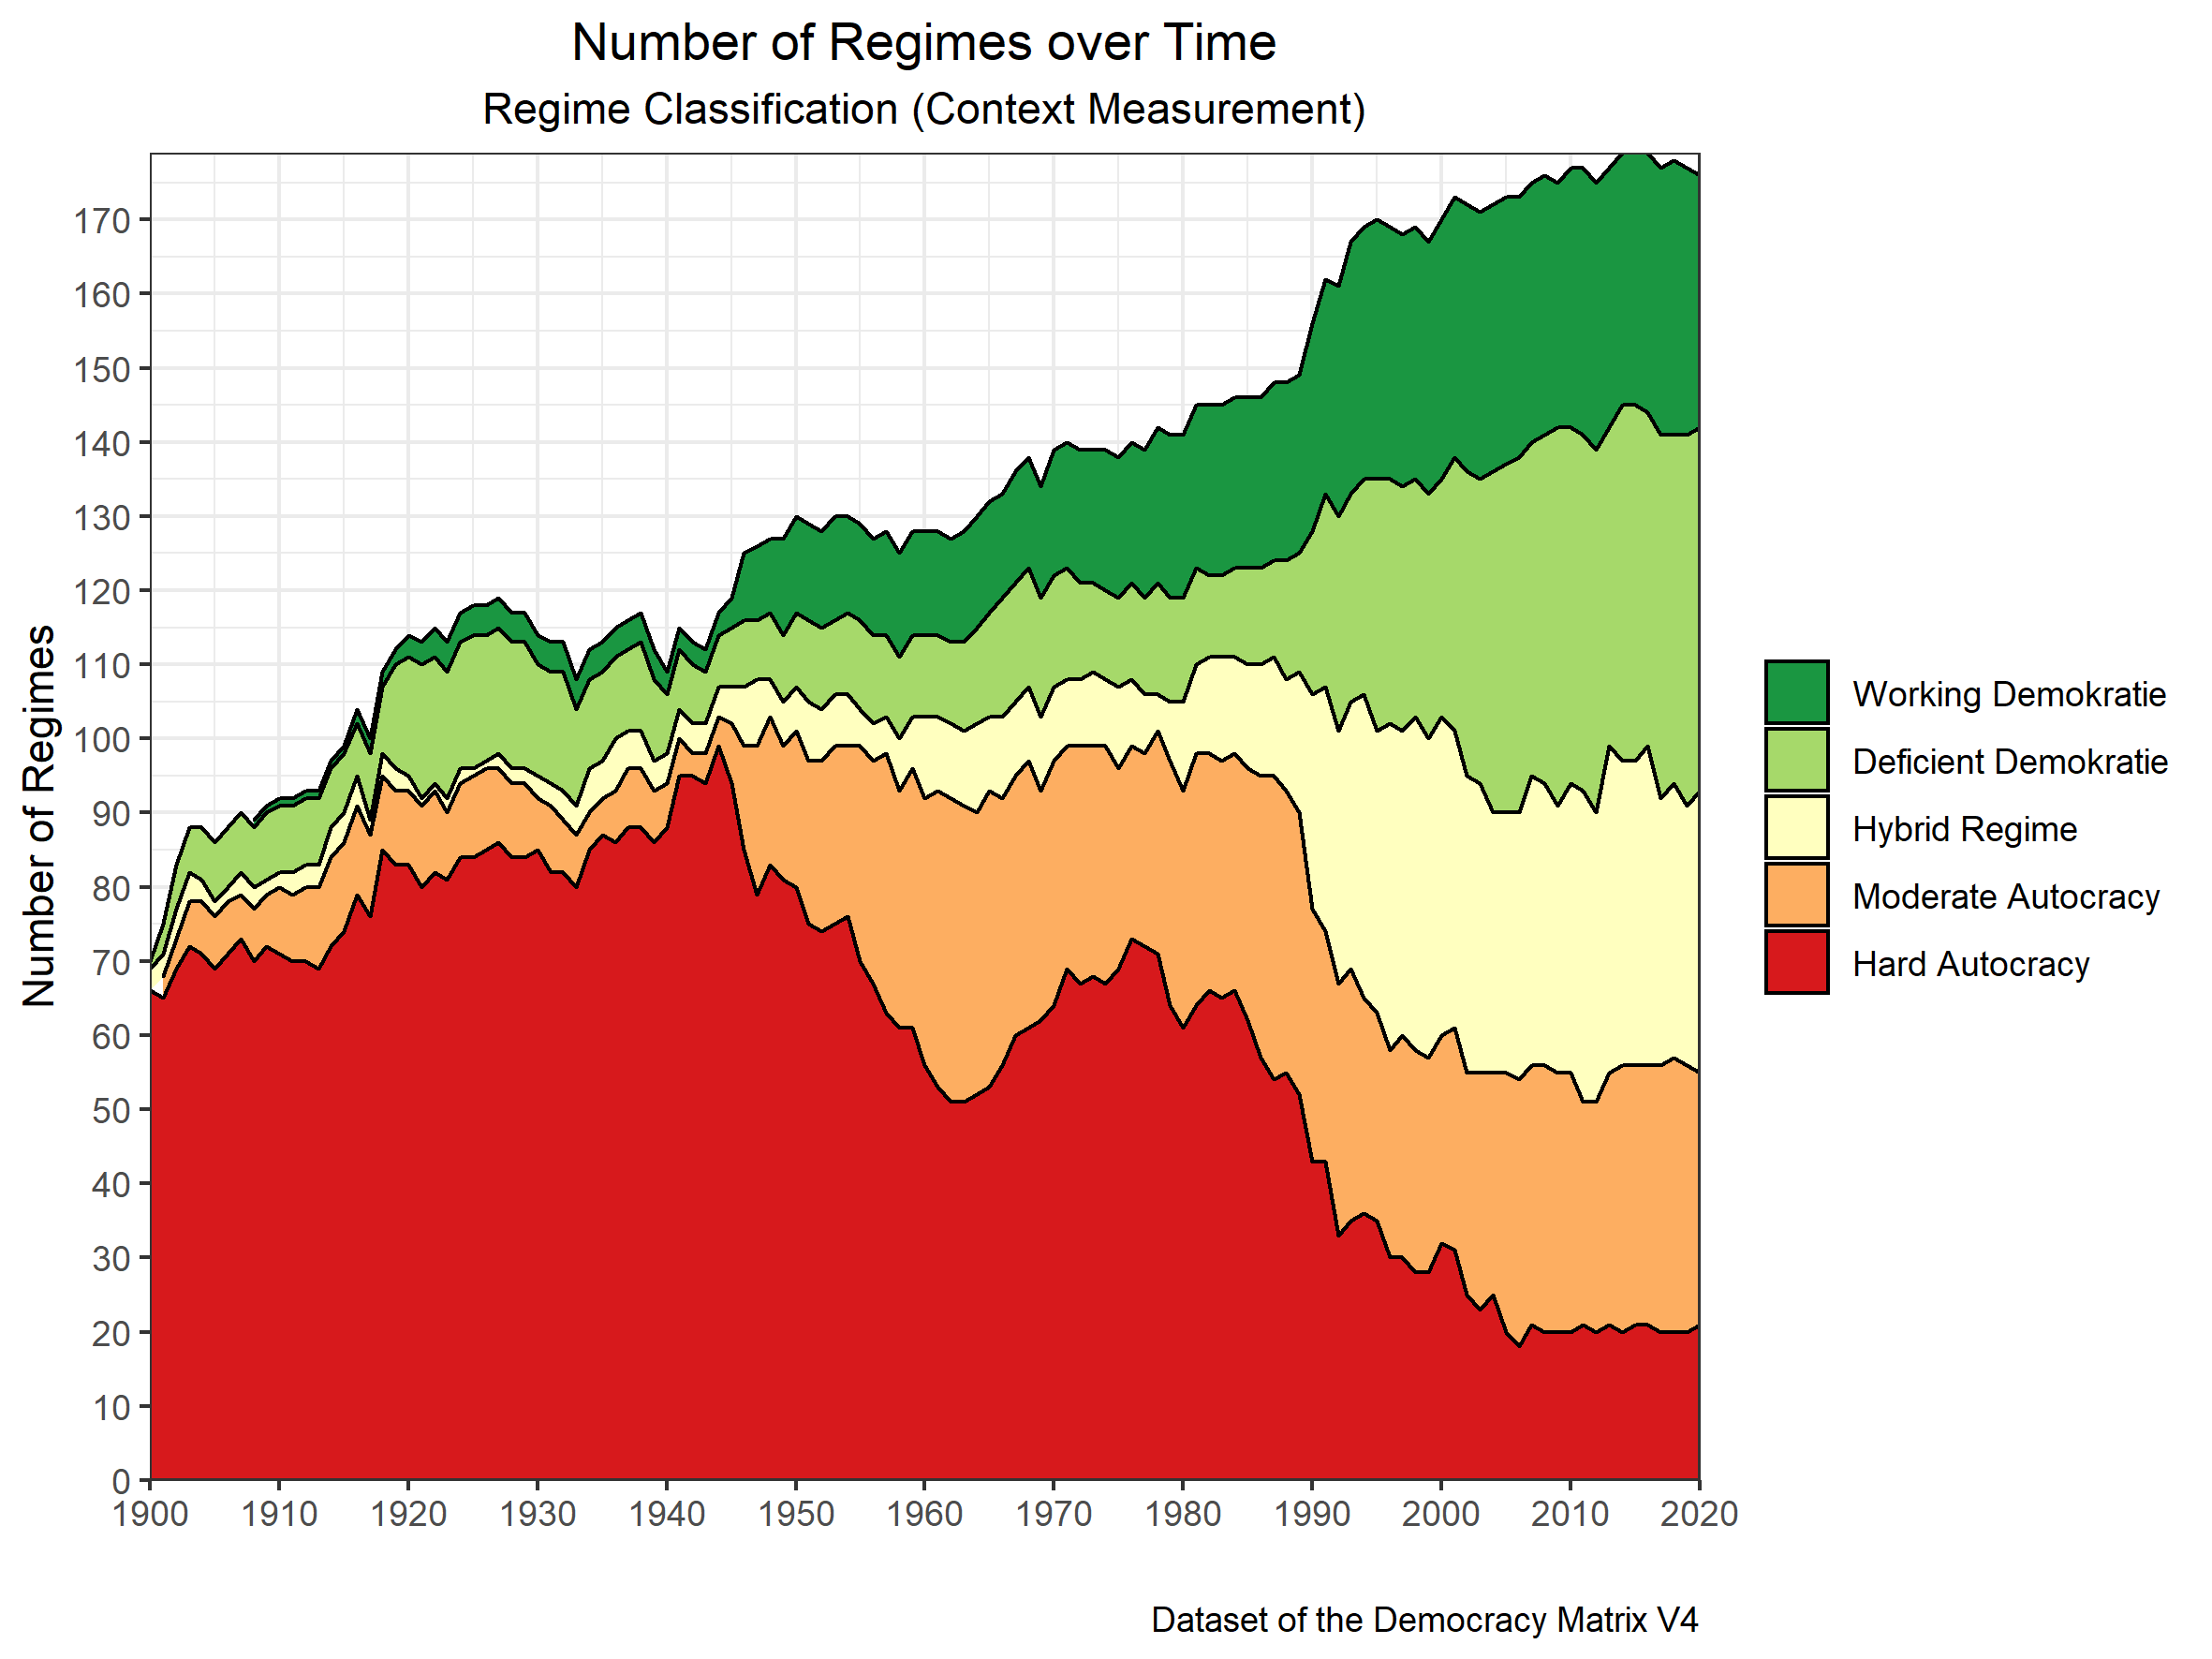 Number of Regimes over Time
Regime Classification (Context Measurement)
Number of Regimes
170
160
150
140
130
120
110
100
90
80
70
60
50
40
30
20
10
0
1900 1910 1920 1930 1940 1950 1960 1970 1980 1990 2000 2010 2020
Working Demokratie
Deficient Demokratie
Hybrid Regime
Moderate Autocracy
Hard Autocracy
Dataset of the Democracy Matrix V4